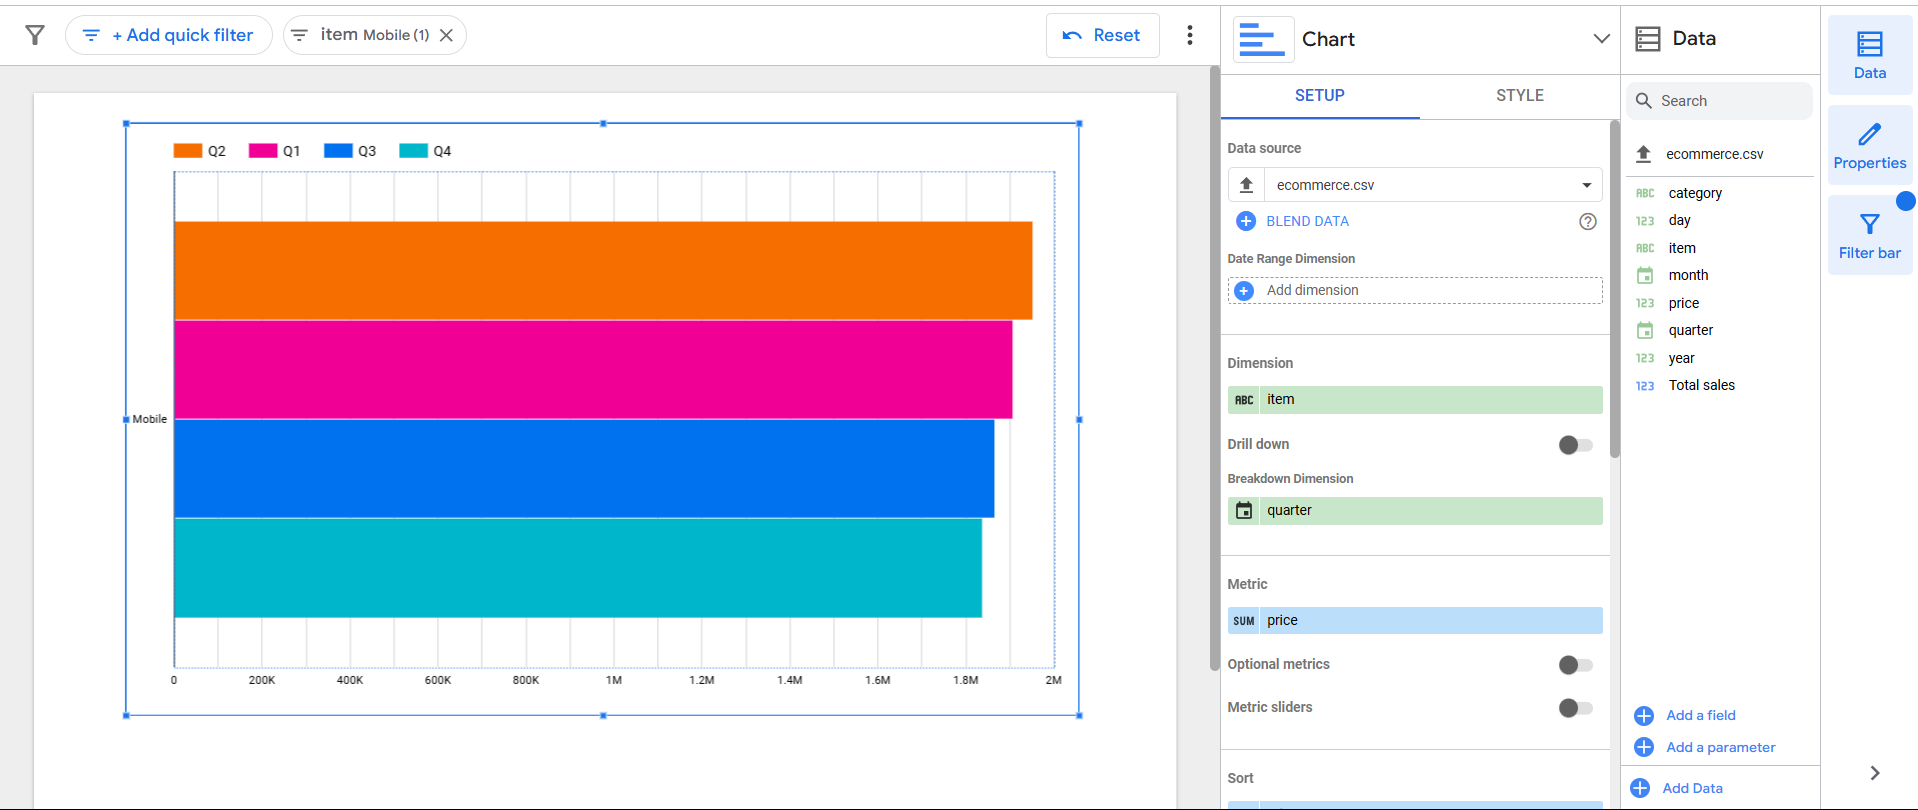 + Add quick filter
item Mobile (1)
Reset
Q2 Q1 Q3 Q4
Mobile
0 200K 400K 600K 800K 1M 1.2M 1.4M 1.6M 1.8M 2M
Chart
SETUP STYLE
Data source
ecommerce.csv
BLEND DATA
Date Range Dimension
Add dimension
Dimension
ABC item
Drill down
Breakdown Dimension
quarter
Metric
SUM price
Optional metrics
Metric sliders
Sort
Data
Search
ecommerce.csv
ABC category
123 day
ABC item
month
123 price
quarter
123 year
123 Total sales
Add a field
Add a parameter
Add Data
Data
Properties
Filter bar